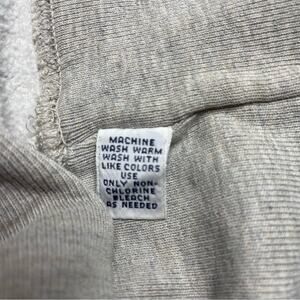 MACHINE
WASH WARM
WASH WITH
LIKE COLORS
USE
ONLY NON-
CHLORINE
BLEACH
AS NEEDED